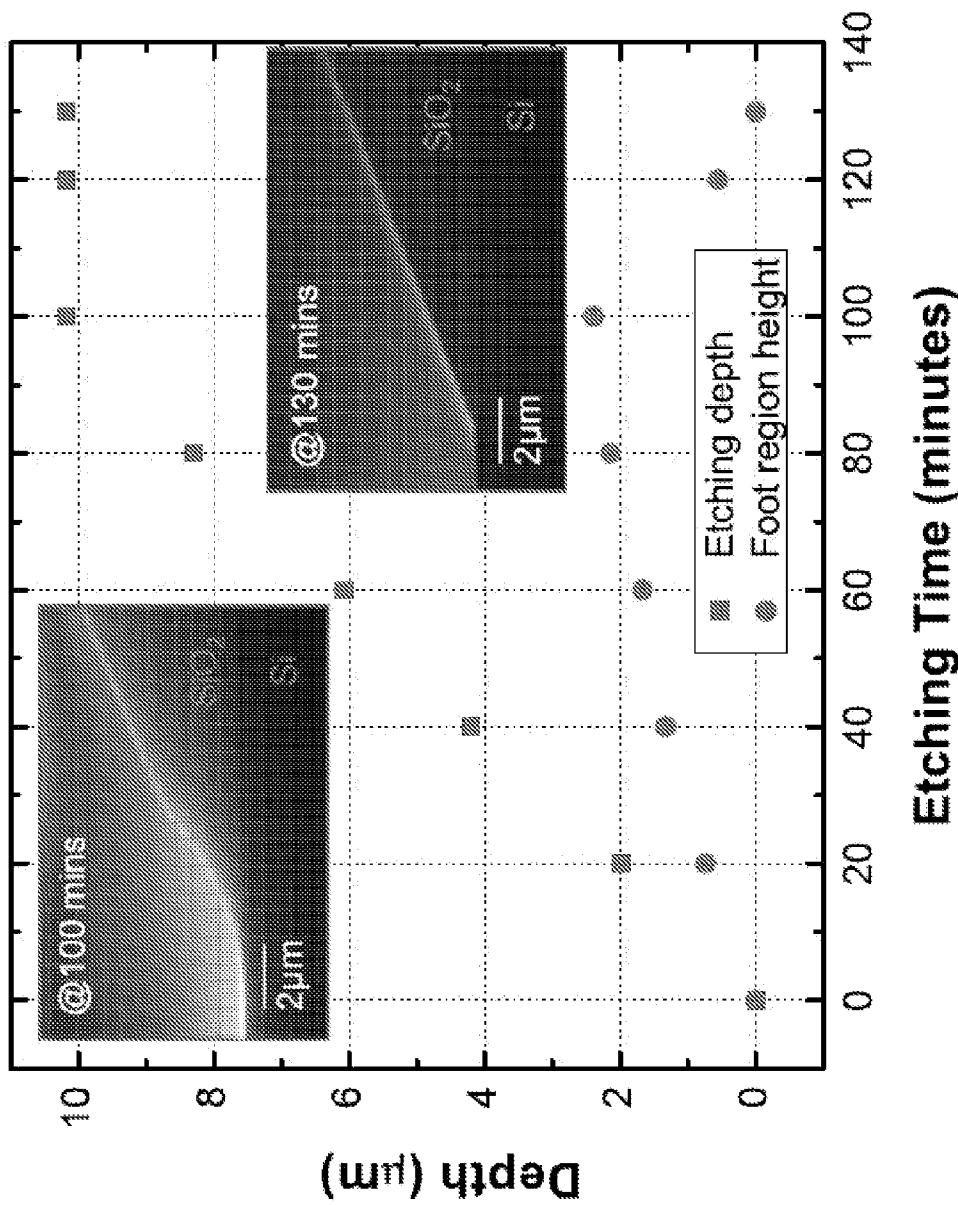 @100 mins
SiO₂
Si
2μm
@130 mins
SiO₂
Si
2μm
Etching depth
Foot region height
10
8
6
4
2
0
Depth (μm)
0 20 40 60 80 100 120 140
Etching Time (minutes)